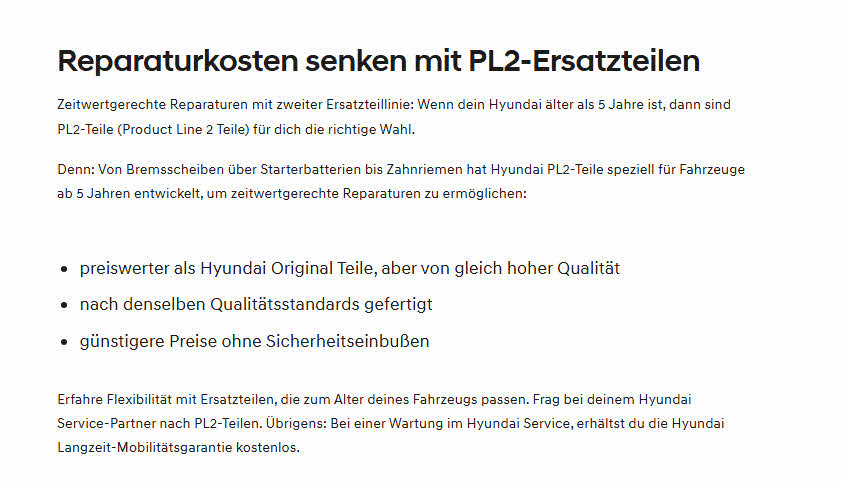 Reparaturkosten senken mit PL2-Ersatzteilen
Zeitwertgerechte Reparaturen mit zweiter Ersatzteillinie: Wenn dein Hyundai älter als 5 Jahre ist, dann sind
PL2-Teile (Product Line 2 Teile) für dich die richtige Wahl.
Denn: Von Bremsscheiben über Starterbatterien bis Zahnriemen hat Hyundai PL2-Teile speziell für Fahrzeuge
ab 5 Jahren entwickelt, um zeitwertgerechte Reparaturen zu ermöglichen:
• preiswerter als Hyundai Original Teile, aber von gleich hoher Qualität
• nach denselben Qualitätsstandards gefertigt
• günstigere Preise ohne Sicherheitseinbußen
Erfahre Flexibilität mit Ersatzteilen, die zum Alter deines Fahrzeugs passen. Frag bei deinem Hyundai
Service-Partner nach PL2-Teilen. Übrigens: Bei einer Wartung im Hyundai Service, erhältst du die Hyundai
Langzeit-Mobilitätsgarantie kostenlos.